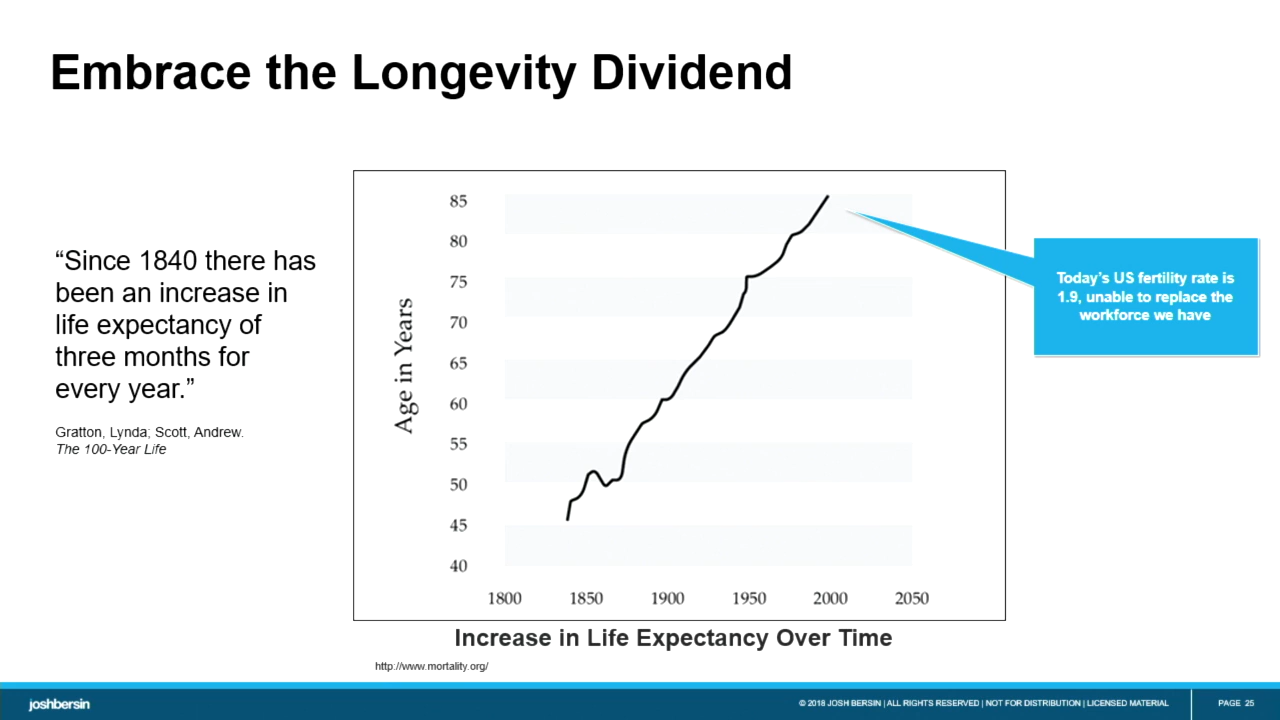 Embrace the Longevity Dividend
“Since 1840 there has
been an increase in
life expectancy of
three months for
every year.”
Gratton, Lynda; Scott, Andrew.
The 100-Year Life
Age in Years
85
80
75
70
65
60
55
50
45
40
1800 1850 1900 1950 2000 2050
Today’s US fertility rate is
1.9, unable to replace the
workforce we have
Increase in Life Expectancy Over Time
http://www.mortality.org/
joshbersin
© 2018 JOSH BERSIN | ALL RIGHTS RESERVED | NOT FOR DISTRIBUTION | LICENSED MATERIAL
PAGE 25